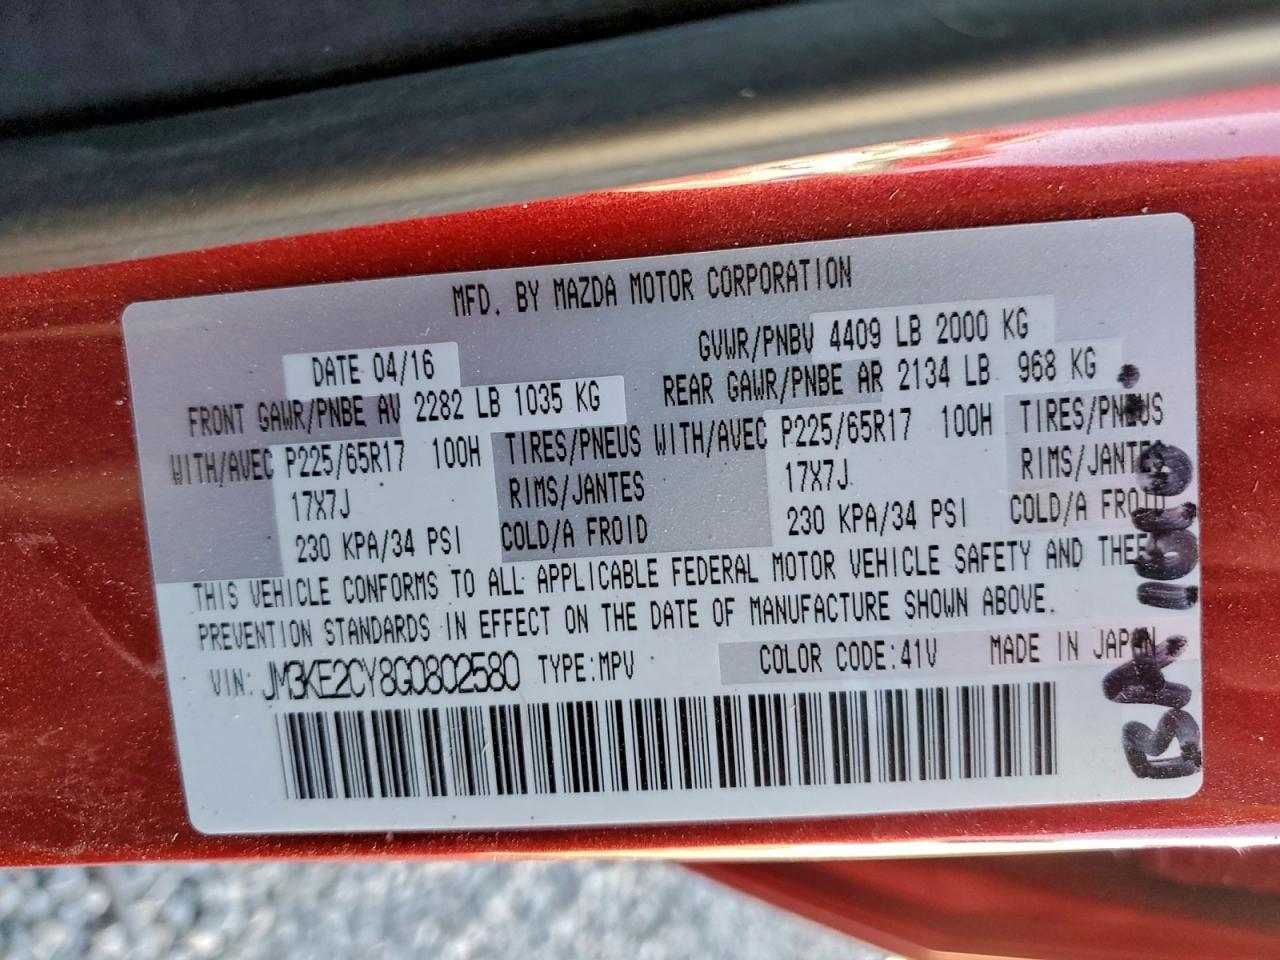 MFD. BY MAZDA MOTOR CORPORATION
DATE 04/16 GVWR/PNBV 4409 LB 2000 KG
FRONT GAWR/PNBE AV 2282 LB 1035 KG REAR GAWR/PNBE AR 2134 LB 968 KG
WITH/AVEC P225/65R17 100H TIRES/PNEUS WITH/AVEC P225/65R17 100H TIRES/PNEUS
17X7J RIMS/JANTES 17X7J RIMS/JANTES
230 KPA/34 PSI COLD/A FROID 230 KPA/34 PSI COLD/A FROID
THIS VEHICLE CONFORMS TO ALL APPLICABLE FEDERAL MOTOR VEHICLE SAFETY AND THEFT
PREVENTION STANDARDS IN EFFECT ON THE DATE OF MANUFACTURE SHOWN ABOVE.
VIN: JM3KE2CY8G0802580 TYPE:MPV COLOR CODE:41V MADE IN JAPAN